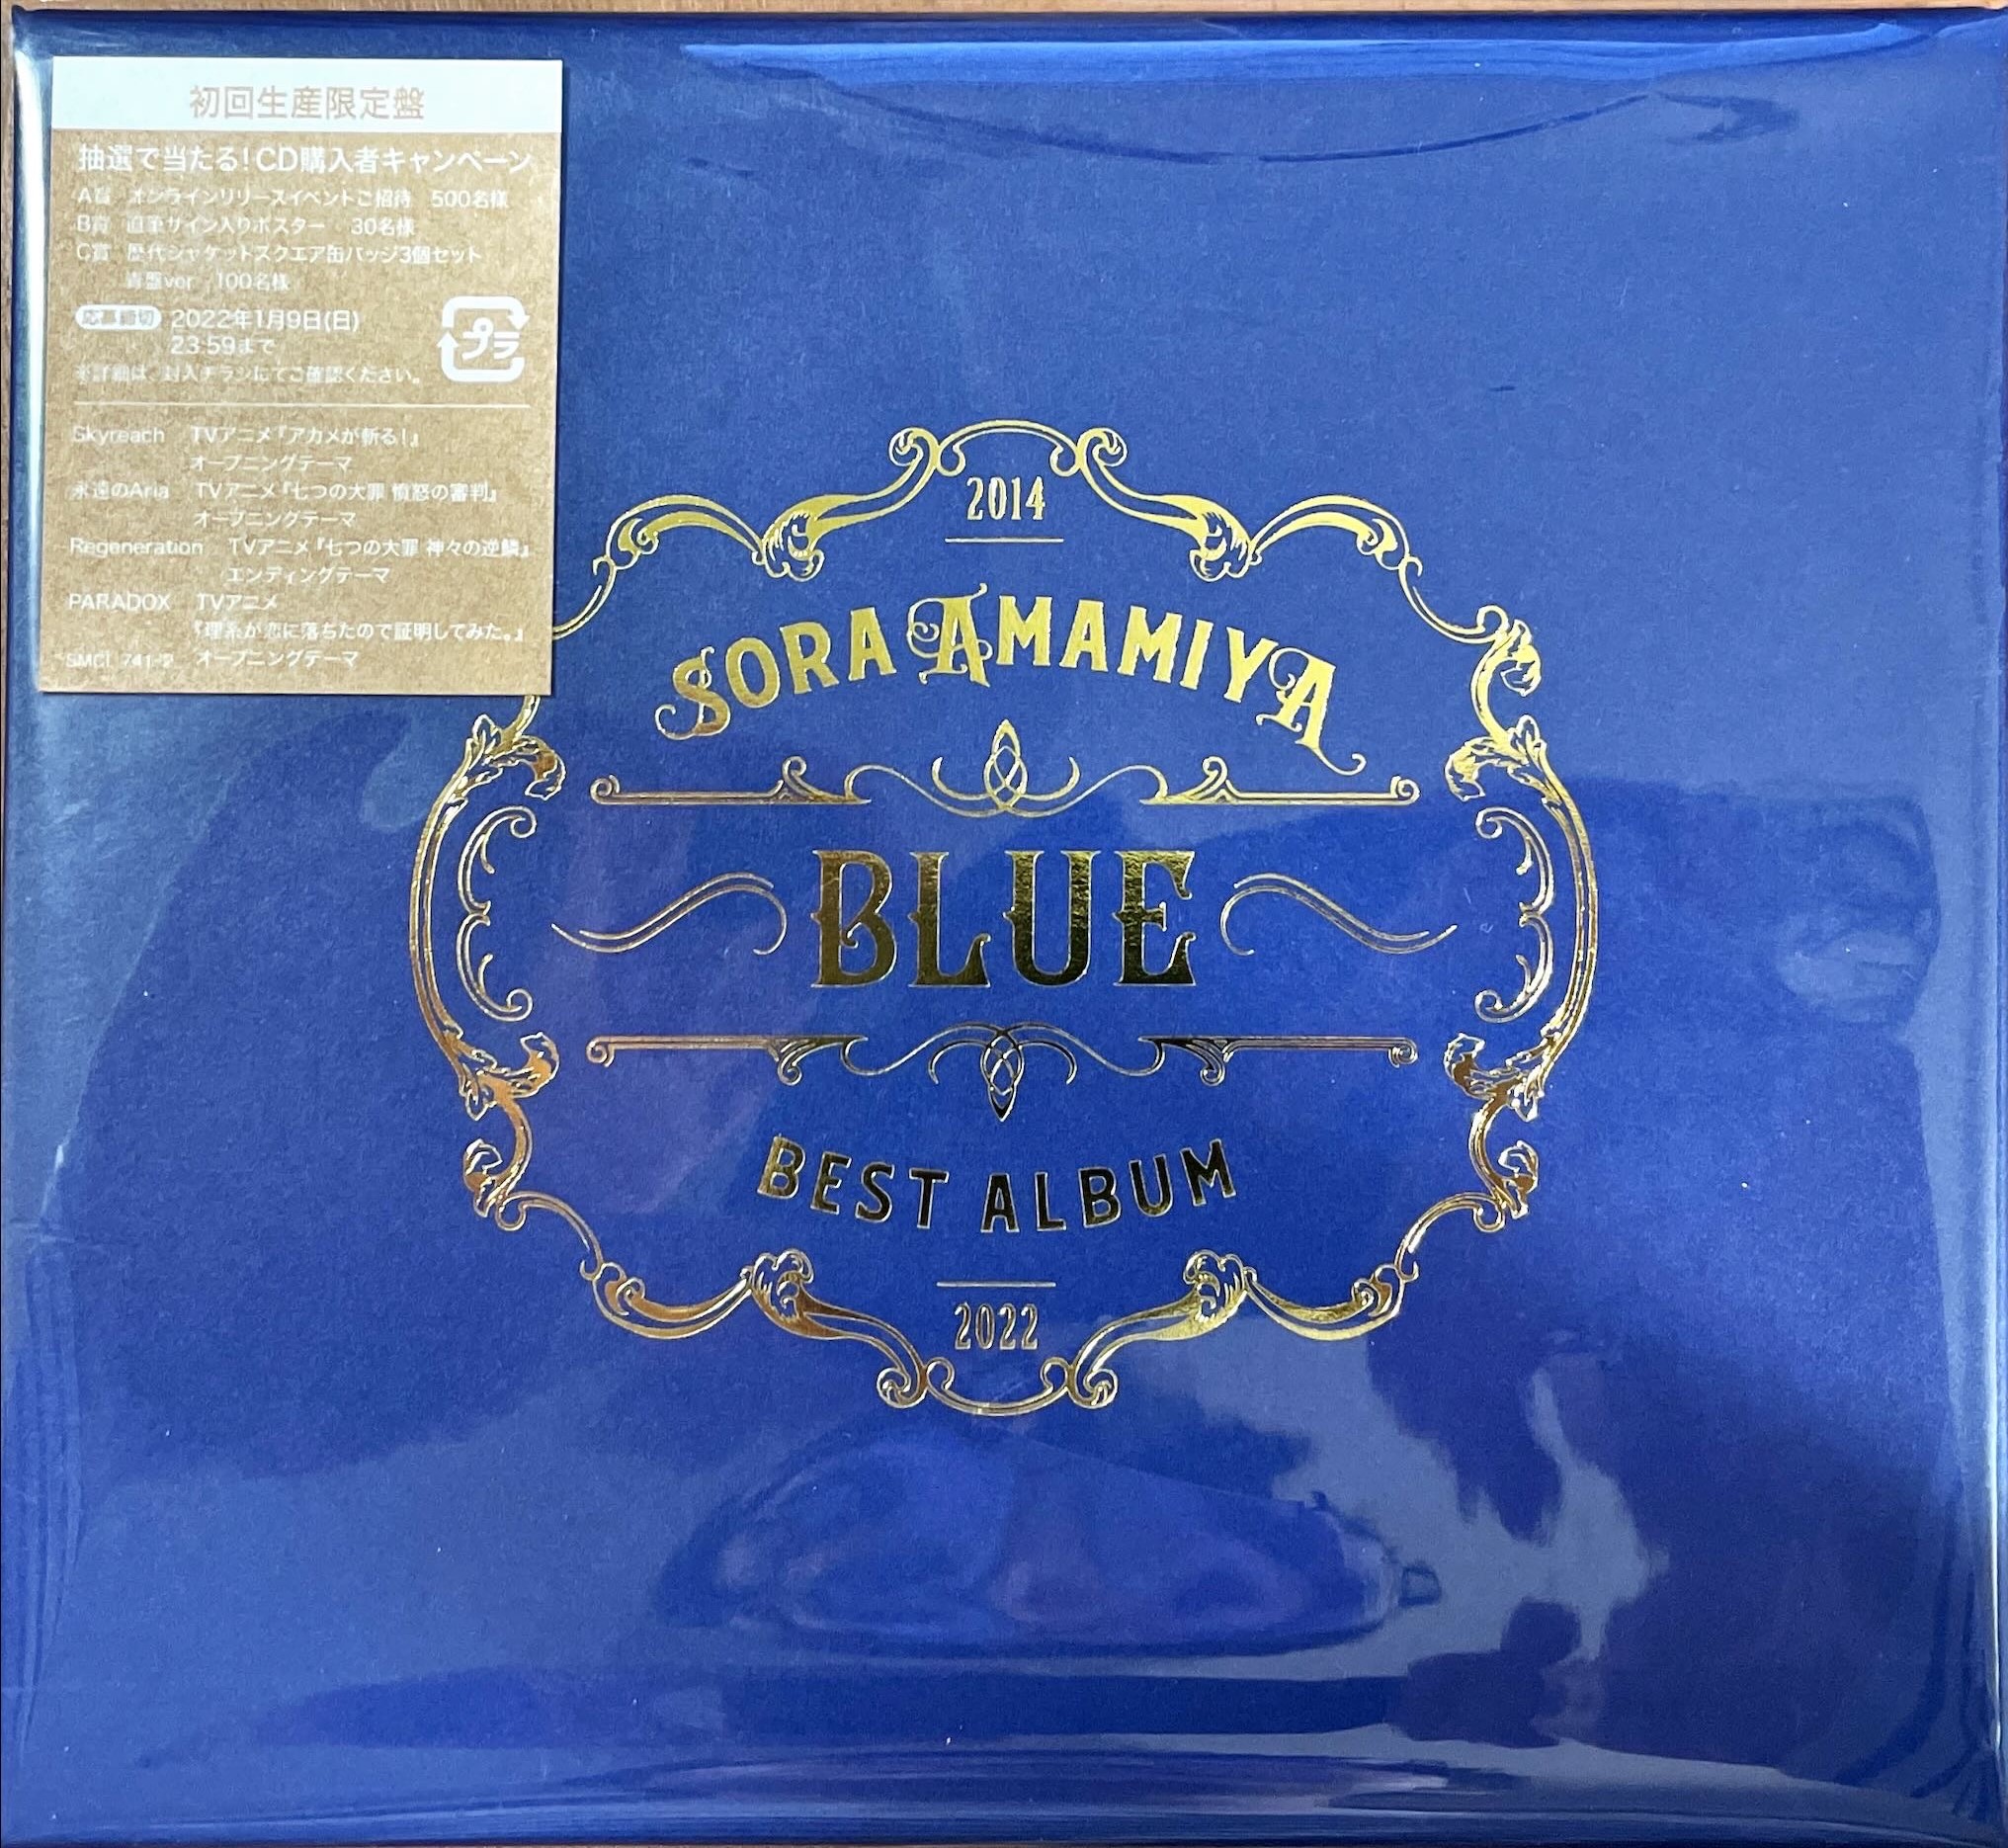 初回生産限定盤
抽選で当たる!CD購入者キャンペーン
A賞 オンラインリリースイベントご招待 500名様
B賞 直筆サイン入りポスター 30名様
C賞 歴代ジャケットスクエア缶バッジ3個セット
青盤ver 100名様
応募締切 2022年1月9日(日)
23:59まで
プラ
※詳細は、封入チラシにてご確認ください。
Skyreach TVアニメ『アカメが斬る!』
オープニングテーマ
永遠のAria TVアニメ『七つの大罪 憤怒の審判』
オープニングテーマ
Regeneration TVアニメ『七つの大罪 神々の逆鱗』
エンディングテーマ
PARADOX TVアニメ
『理系が恋に落ちたので証明してみた。』
オープニングテーマ
2014
SORA AMAMIYA
BLUE
BEST ALBUM
2022